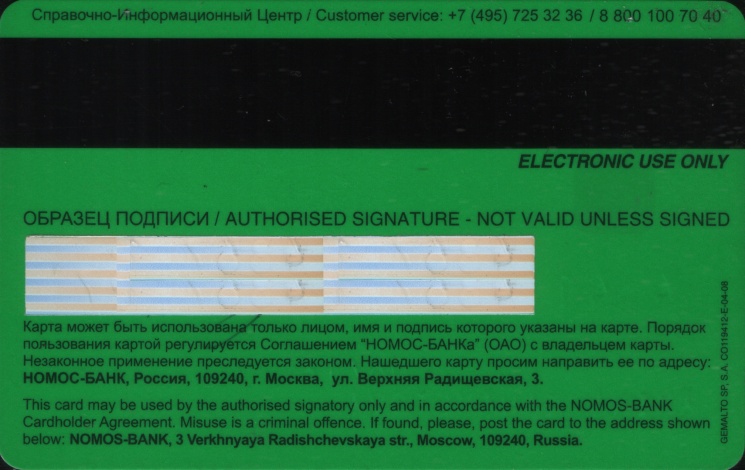 Справочно-Информационный Центр / Customer service: +7 (495) 725 32 36 / 8 800 100 70 40
ELECTRONIC USE ONLY
ОБРАЗЕЦ ПОДПИСИ / AUTHORISED SIGNATURE - NOT VALID UNLESS SIGNED
Карта может быть использована только лицом, имя и подпись которого указаны на карте. Порядок
пользования картой регулируется Соглашением "НОМОС-БАНКа" (ОАО) с владельцем карты.
Незаконное применение преследуется законом. Нашедшего карту просим направить ее по адресу:
НОМОС-БАНК, Россия, 109240, г. Москва, ул. Верхняя Радищевская, 3.
This card may be used by the authorised signatory only and in accordance with the NOMOS-BANK
Cardholder Agreement. Misuse is a criminal offence. If found, please, post the card to the address shown
below: NOMOS-BANK, 3 Verkhnyaya Radishchevskaya str., Moscow, 109240, Russia.
GEMALTO SP, S.A. CO119412-E-04-08